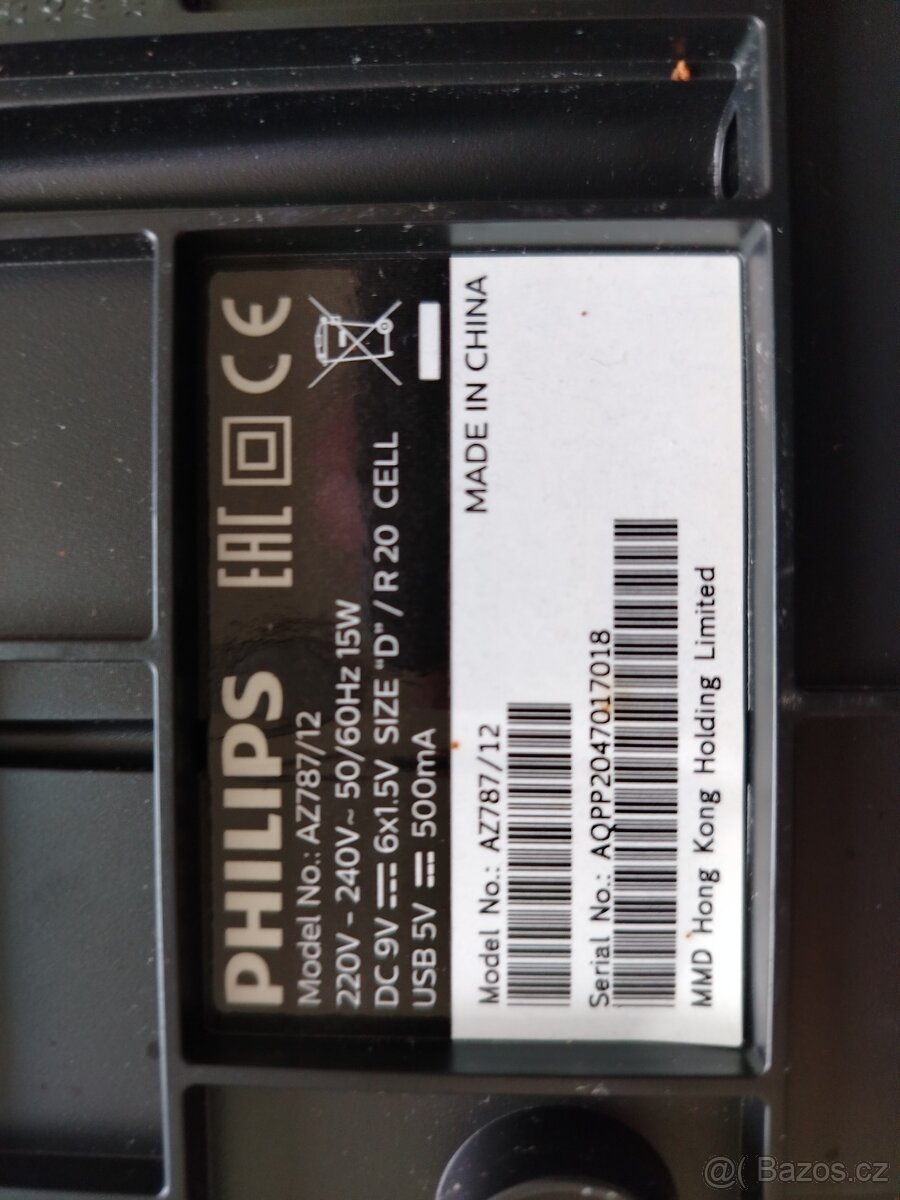 PHILIPS EAC CE
Model No.: AZ787/12
220V - 240V~ 50/60Hz 15W
DC 9V 6x1.5V SIZE "D" / R 20 CELL
USB 5V 500mA
MADE IN CHINA
Model No.: AZ787/12
Serial No.: AQPP2047017018
MMD Hong Kong Holding Limited
@( Bazos.cz